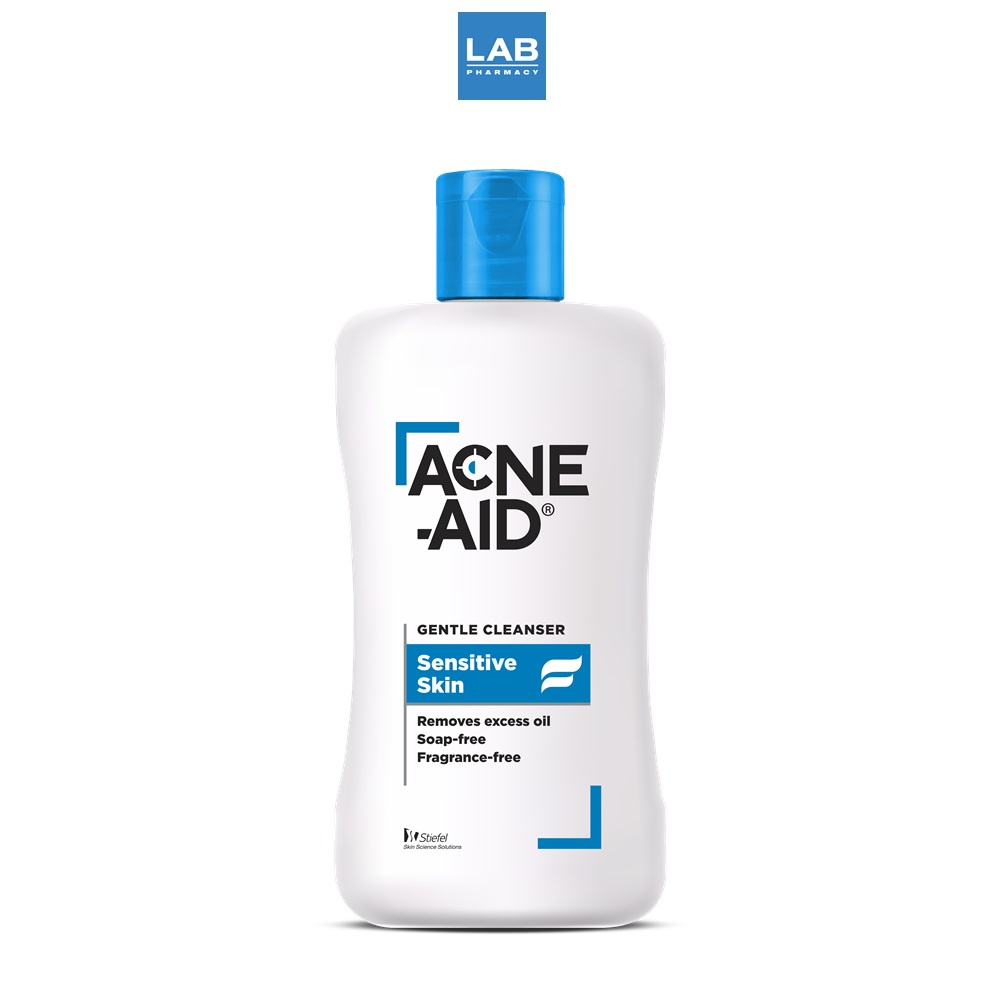 LAB
PHARMACY
ACNE
-AID®
GENTLE CLEANSER
Sensitive
Skin
Removes excess oil
Soap-free
Fragrance-free
Stiefel
Skin Science Solutions